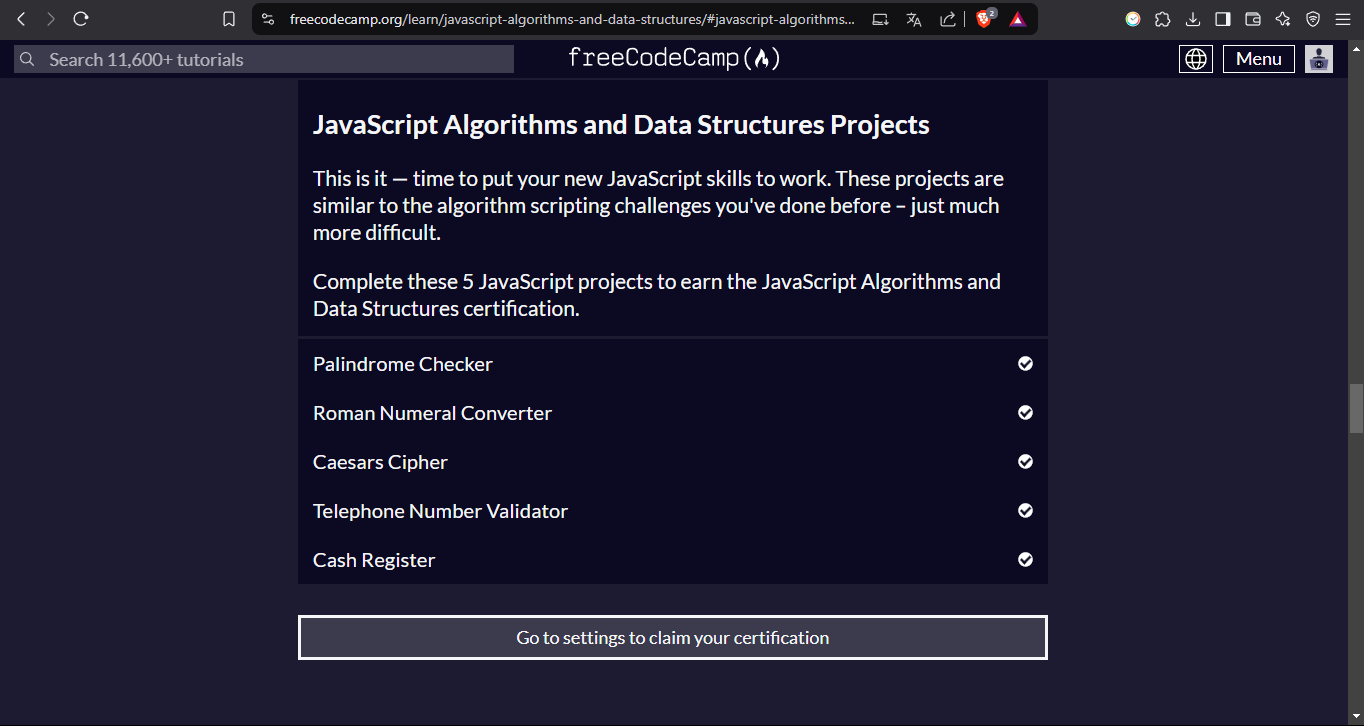 freecodecamp.org/learn/javascript-algorithms-and-data-structures/#javascript-algorithms...
2
Search 11,600+ tutorials
freeCodeCamp
Menu
JavaScript Algorithms and Data Structures Projects
This is it — time to put your new JavaScript skills to work. These projects are
similar to the algorithm scripting challenges you've done before – just much
more difficult.
Complete these 5 JavaScript projects to earn the JavaScript Algorithms and
Data Structures certification.
Palindrome Checker
Roman Numeral Converter
Caesars Cipher
Telephone Number Validator
Cash Register
Go to settings to claim your certification